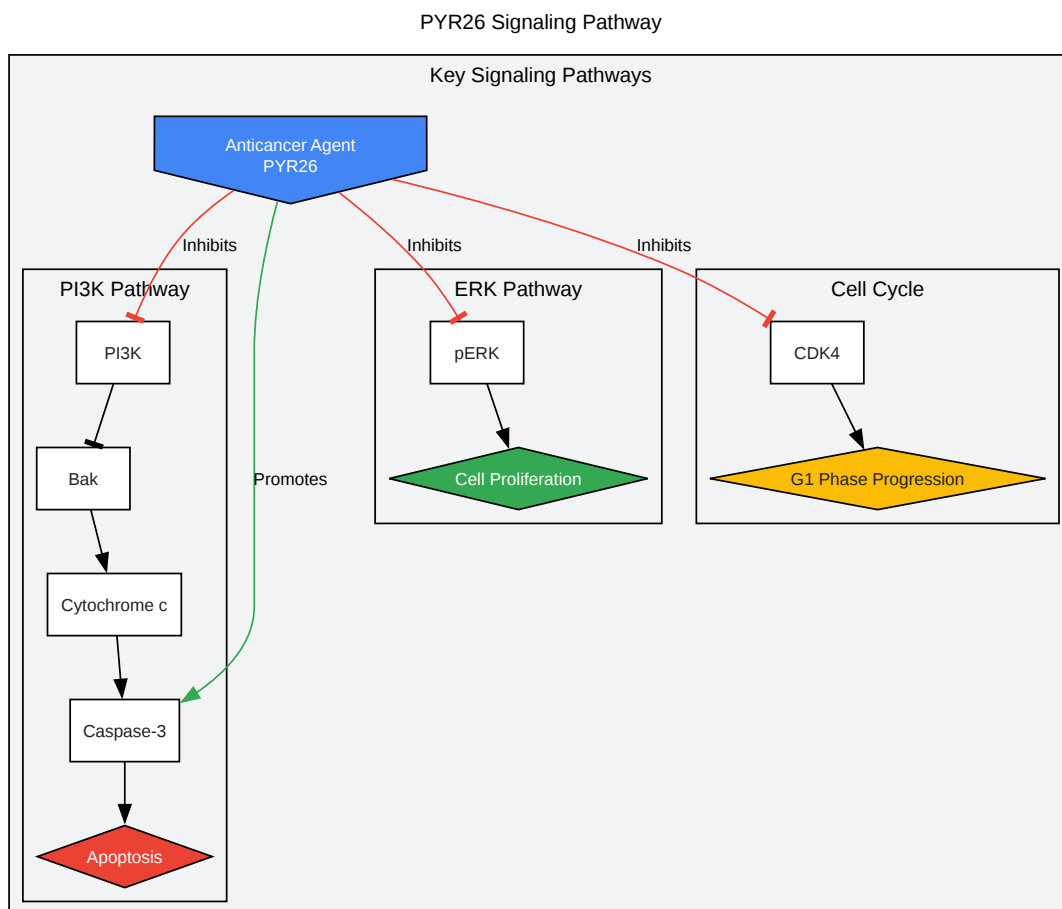 PYR26 Signaling Pathway
Key Signaling Pathways
Anticancer Agent
PYR26
Inhibits
Inhibits
Inhibits
PI3K Pathway
ERK Pathway
Cell Cycle
PI3K
pERK
CDK4
Bak
Promotes
Cell Proliferation
G1 Phase Progression
Cytochrome c
Caspase-3
Apoptosis